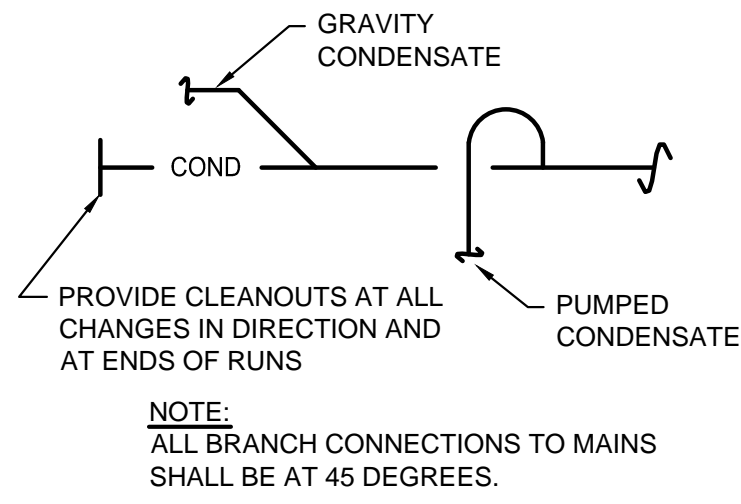 GRAVITY
CONDENSATE
COND
PROVIDE CLEANOUTS AT ALL
CHANGES IN DIRECTION AND
AT ENDS OF RUNS
PUMPED
CONDENSATE
NOTE:
ALL BRANCH CONNECTIONS TO MAINS
SHALL BE AT 45 DEGREES.